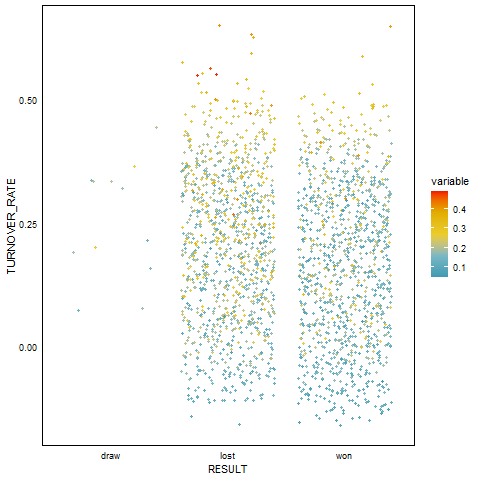 TURNOVER_RATE
0.50
0.25
0.00
draw lost won
RESULT
variable
0.4
0.3
0.2
0.1